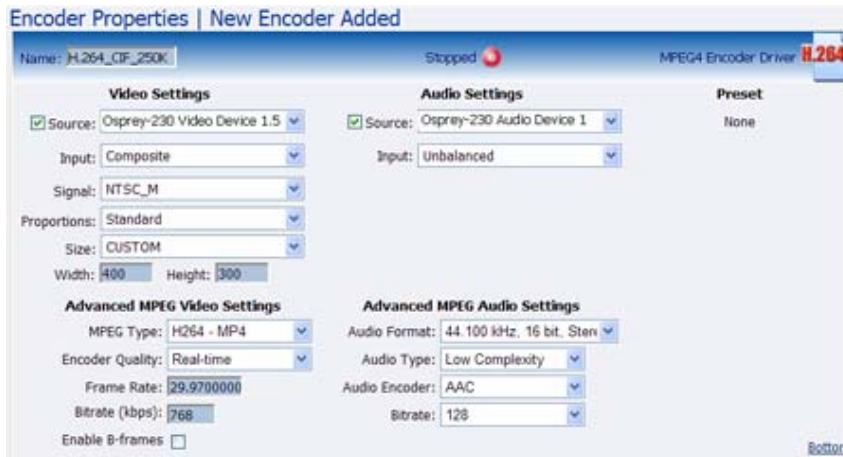 Encoder Properties | New Encoder Added
Name: H.264_CIF_250K Stopped MPEG4 Encoder Driver H.264
Video Settings Audio Settings Preset
Source: Osprey-230 Video Device 1.5 Source: Osprey-230 Audio Device 1 None
Input: Composite Input: Unbalanced
Signal: NTSC_M
Proportions: Standard
Size: CUSTOM
Width: 400 Height: 300
Advanced MPEG Video Settings Advanced MPEG Audio Settings
MPEG Type: H264 - MP4 Audio Format: 44.100 kHz, 16 bit, Ster
Encoder Quality: Real-time Audio Type: Low Complexity
Frame Rate: 29.9700000 Audio Encoder: AAC
Bitrate (kbps): 768 Bitrate: 128
Enable B-frames
Bottor